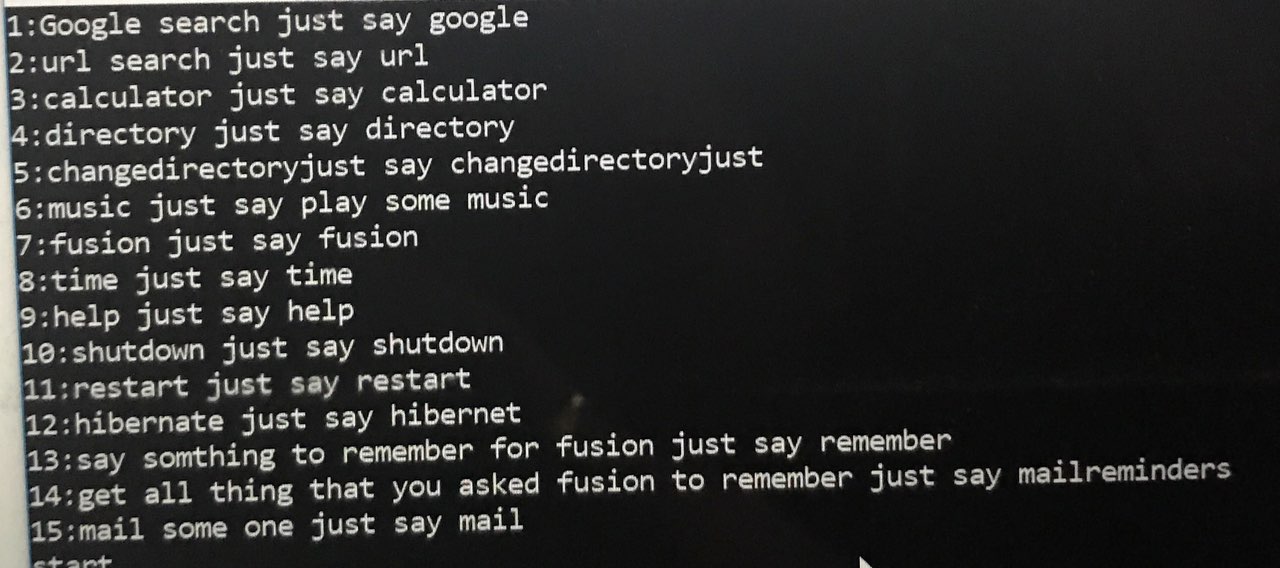 1:Google search just say google
2:url search just say url
3:calculator just say calculator
4:directory just say directory
5:changedirectoryjust say changedirectoryjust
6:music just say play some music
7:fusion just say fusion
8:time just say time
9:help just say help
10:shutdown just say shutdown
11:restart just say restart
12:hibernate just say hibernet
13:say somthing to remember for fusion just say remember
14:get all thing that you asked fusion to remember just say mailreminders
15:mail some one just say mail
start